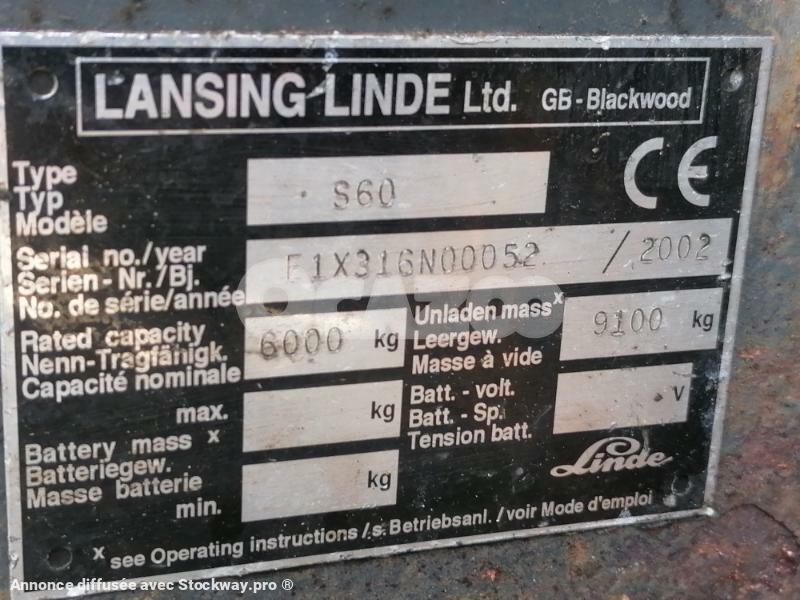 LANSING LINDE Ltd. GB-Blackwood
Type
Typ
Modèle
S60
CE
Serial no./year
Serien-Nr./Bj.
No. de série/année
E1X316N00052 / 2002
Rated capacity
Nenn-Tragfähigk.
Capacité nominale
6000 kg
Unladen mass x
Leergew.
Masse à vide
9100 kg
max. kg
Battery mass x
Batteriegew.
Masse batterie
min. kg
Batt.-volt.
Batt.-Sp.
Tension batt.
V
Linde
x see Operating instructions/s. Betriebsanl./voir Mode d'emploi
Annonce diffusée avec Stockway.pro ®